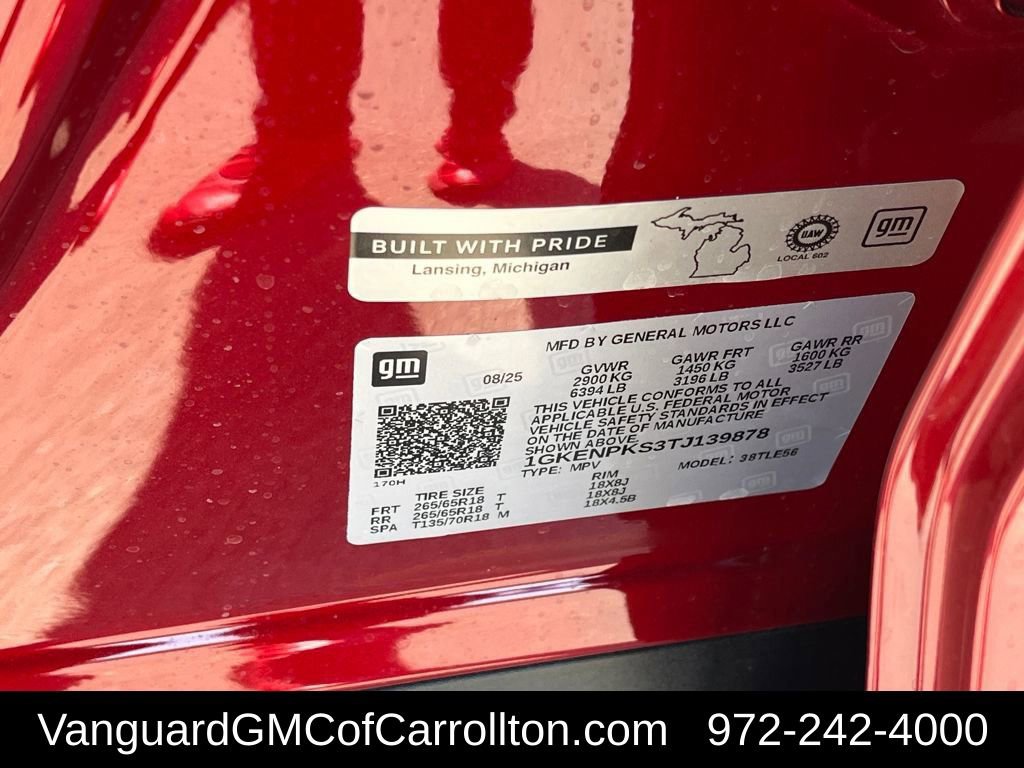 BUILT WITH PRIDE
Lansing, Michigan
UAW
LOCAL 602
gm
gm
MFD BY GENERAL MOTORS LLC
08/25
GVWR GAWR FRT GAWR RR
2900 KG 1450 KG 1600 KG
6394 LB 3196 LB 3527 LB
THIS VEHICLE CONFORMS TO ALL
APPLICABLE U.S. FEDERAL MOTOR
VEHICLE SAFETY STANDARDS IN EFFECT
ON THE DATE OF MANUFACTURE
SHOWN ABOVE.
1GKENPKS3TJ139878
TYPE: MPV MODEL: 38TLE56
170H
TIRE SIZE RIM
FRT 265/65R18 T 18X8J
RR 265/65R18 T 18X8J
SPA T135/70R18 M 18X4.5B
VanguardGMCofCarrollton.com 972-242-4000